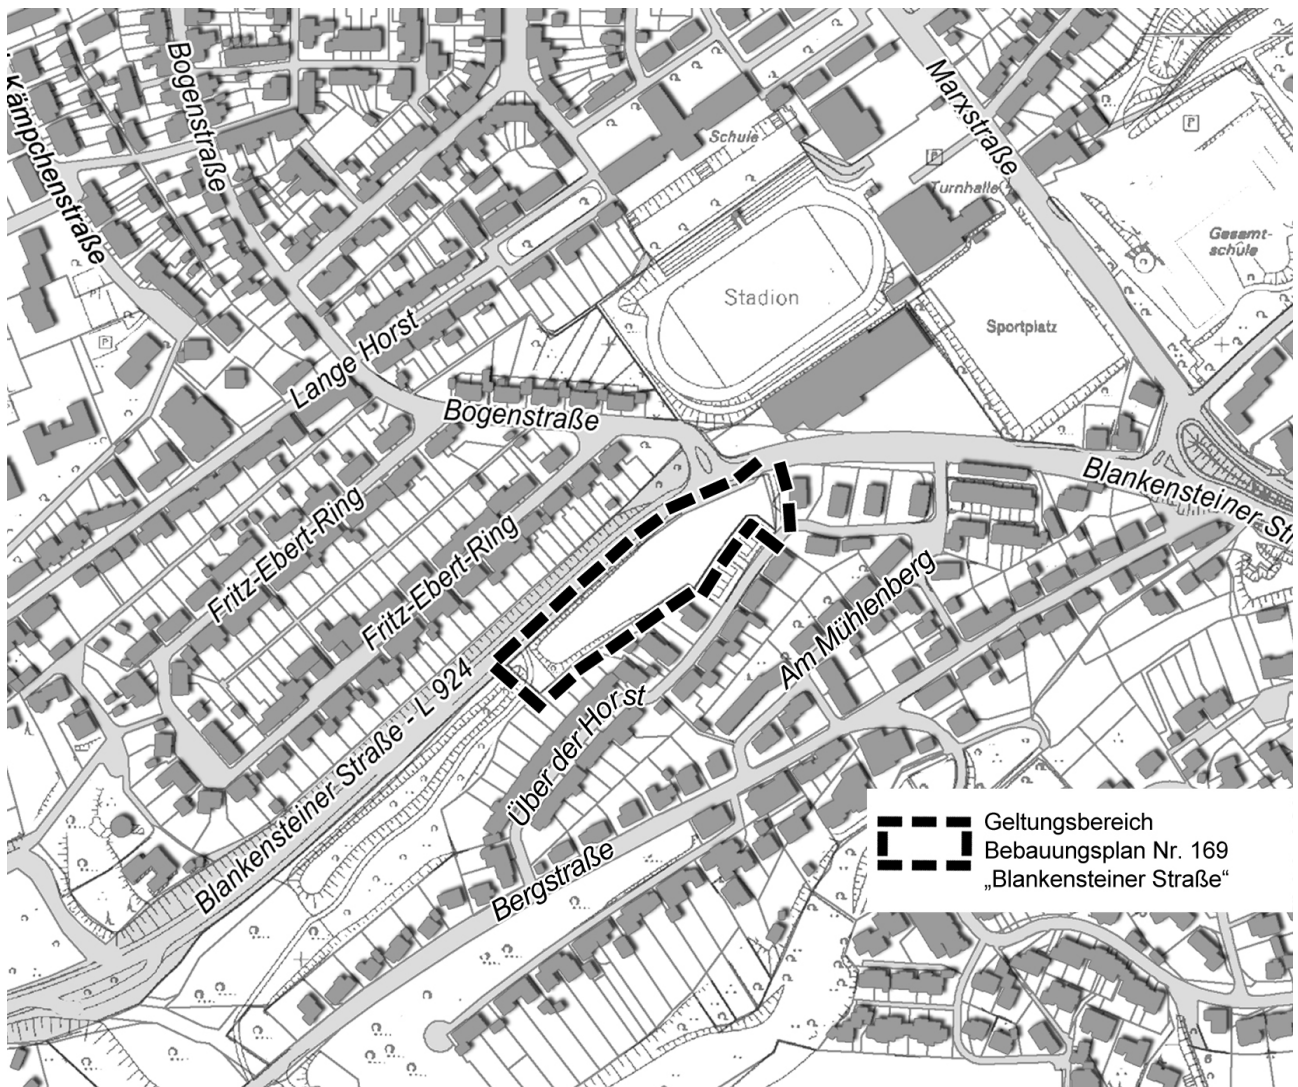 Kämpchenstraße
Bogenstraße
Marxstraße
Schule
P
P
Turnhalle
Gesamt-
schule
Stadion
Sportplatz
P
Lange Horst
Bogenstraße
Blankensteiner Str
Fritz-Ebert-Ring
Fritz-Ebert-Ring
Am Mühlenberg
Blankensteiner Straße - L 924
Über der Horst
Bergstraße
Geltungsbereich
Bebauungsplan Nr. 169
„Blankensteiner Straße“